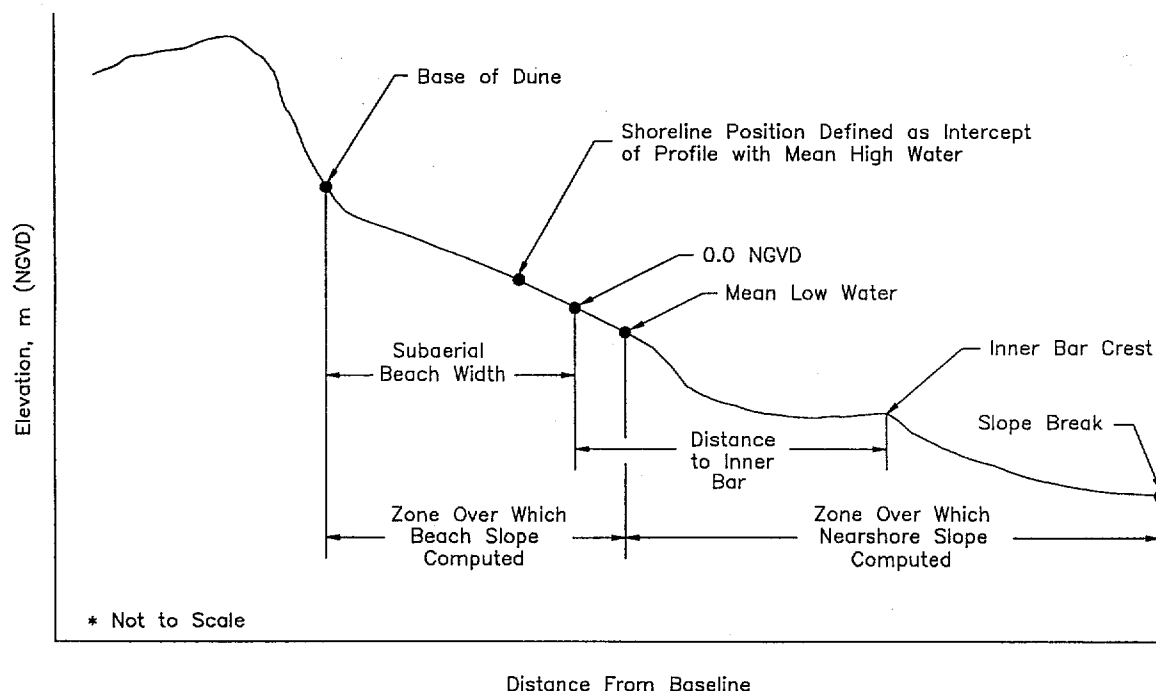 Base of Dune
Shoreline Position Defined as Intercept
of Profile with Mean High Water
0.0 NGVD
Mean Low Water
Subaerial
Beach Width
Inner Bar Crest
Slope Break
Distance
to Inner
Bar
Zone Over Which
Beach Slope
Computed
Zone Over Which
Nearshore Slope
Computed
Elevation, m (NGVD)
* Not to Scale
Distance From Baseline